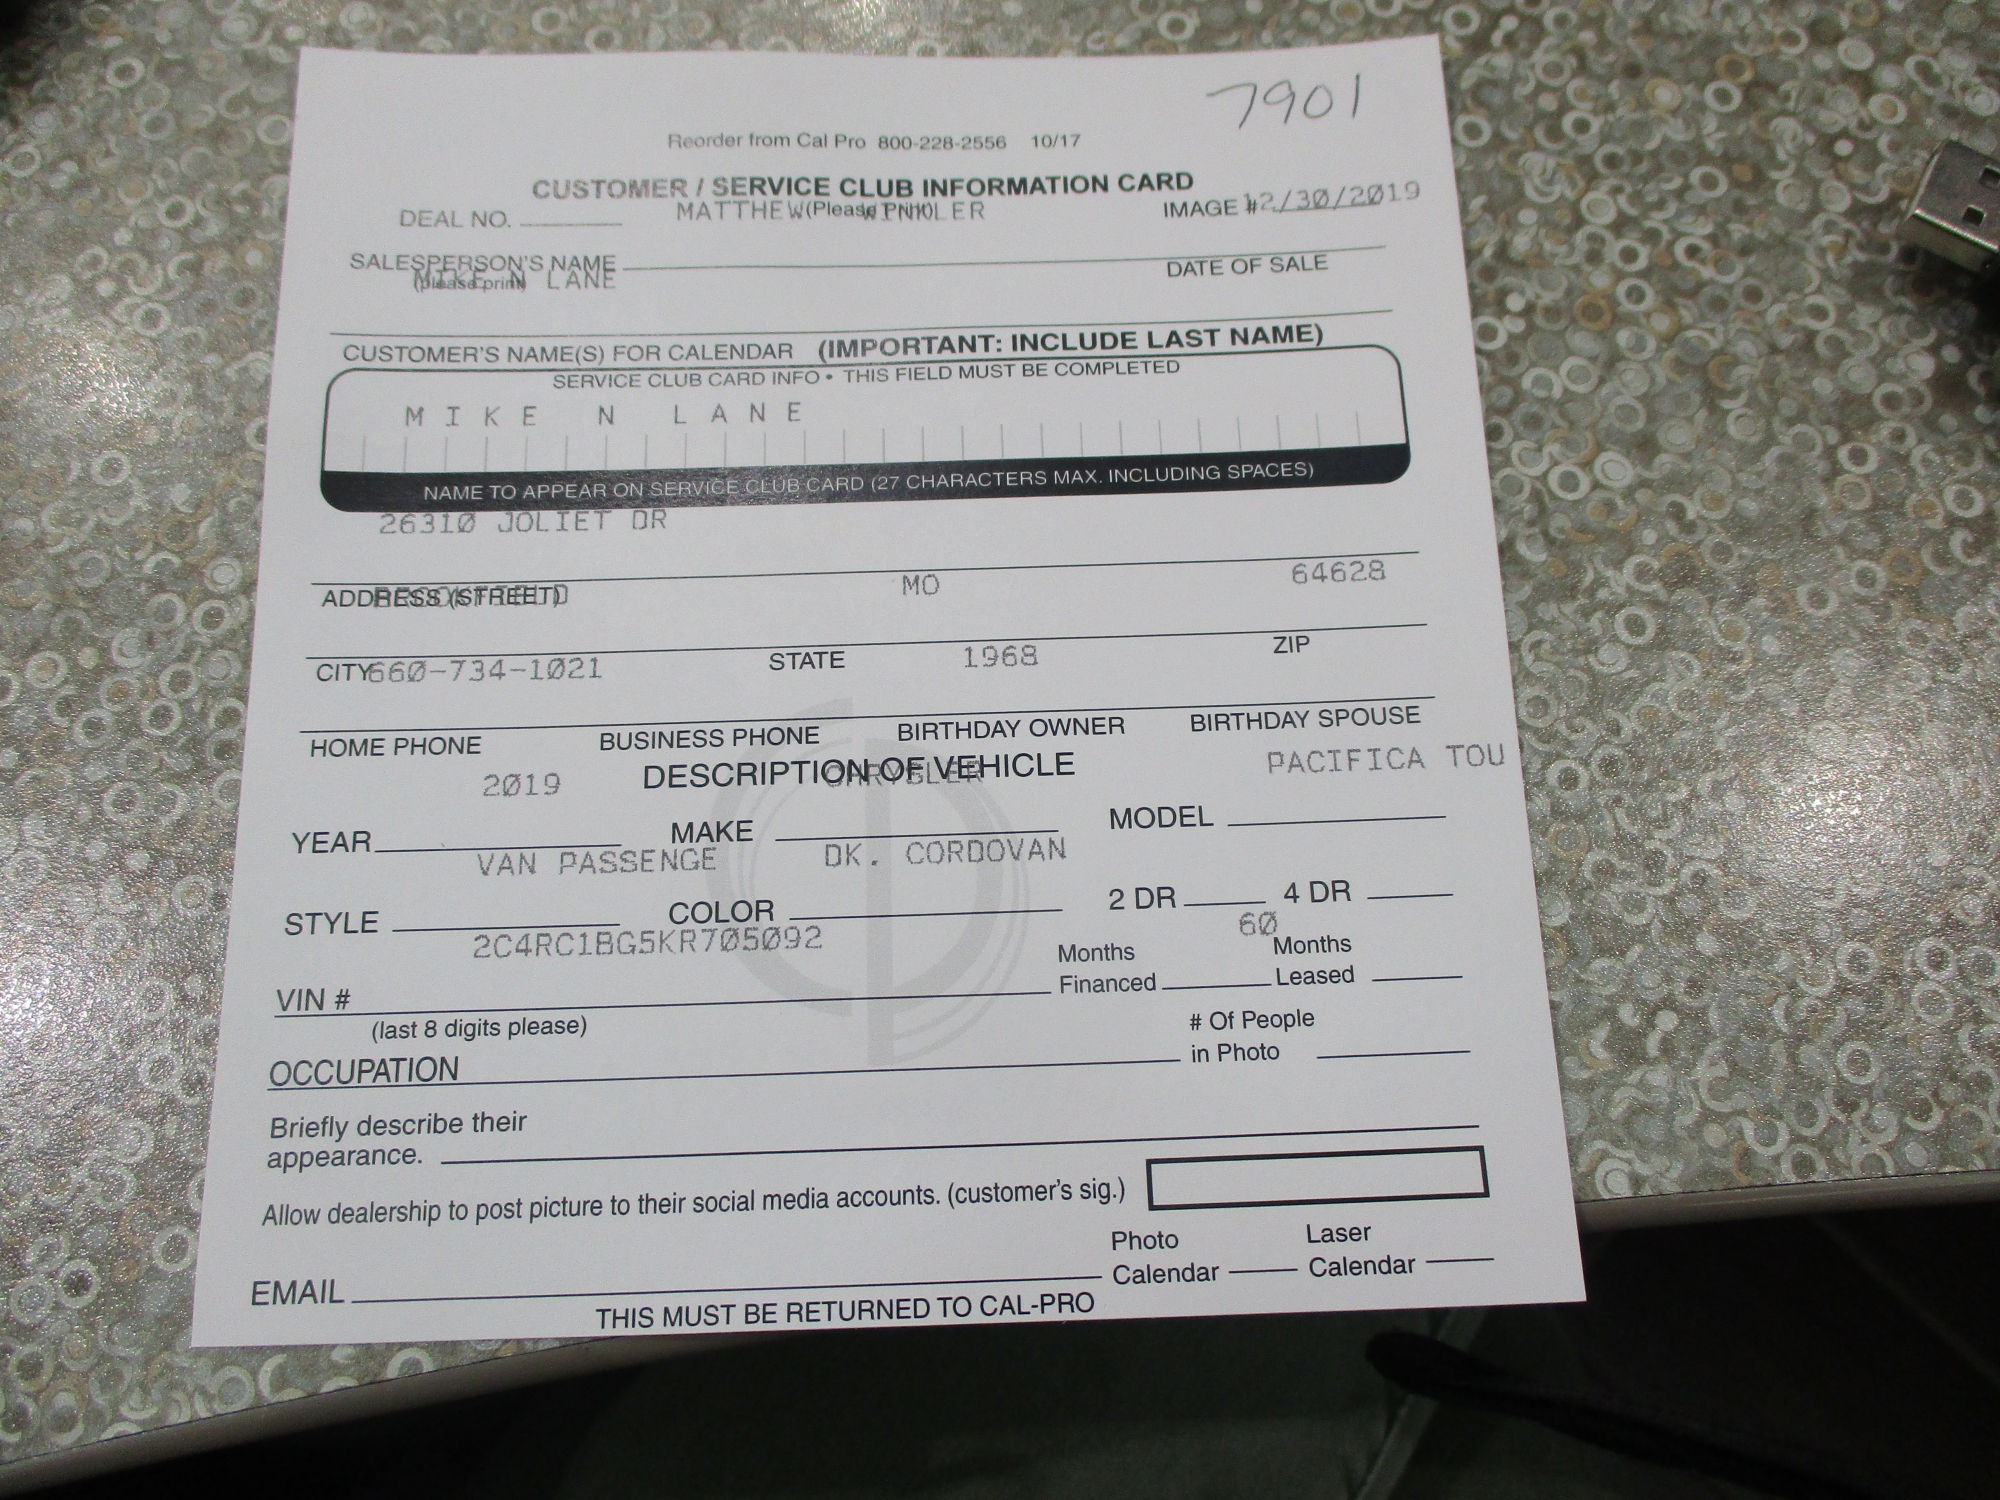 7901
Reorder from Cal Pro 800-228-2556 10/17
CUSTOMER / SERVICE CLUB INFORMATION CARD
DEAL NO. MATTHEW (Please IMAGE # 12/30/2019
SALESPERSON'S NAME DATE OF SALE
(please print) MIKE N LANE
CUSTOMER'S NAME(S) FOR CALENDAR (IMPORTANT: INCLUDE LAST NAME)
SERVICE CLUB CARD INFO • THIS FIELD MUST BE COMPLETED
MIKE N LANE
NAME TO APPEAR ON SERVICE CLUB CARD (27 CHARACTERS MAX. INCLUDING SPACES)
26310 JOLIET DR
ADDRESS (STREET) BROOKFIELD MO 64628
CITY 660-734-1021 STATE 1968 ZIP
HOME PHONE BUSINESS PHONE BIRTHDAY OWNER BIRTHDAY SPOUSE
2019 DESCRIPTION OF VEHICLE CHRYSLER PACIFICA TOU
YEAR MAKE MODEL
VAN PASSENGE DK. CORDOVAN
STYLE COLOR 2 DR 4 DR
2C4RC1BG5KR705092 60
VIN # Months Financed Months Leased
(last 8 digits please)
OCCUPATION # Of People in Photo
Briefly describe their
appearance.
Allow dealership to post picture to their social media accounts. (customer's sig.)
EMAIL Photo Calendar Laser Calendar
THIS MUST BE RETURNED TO CAL-PRO